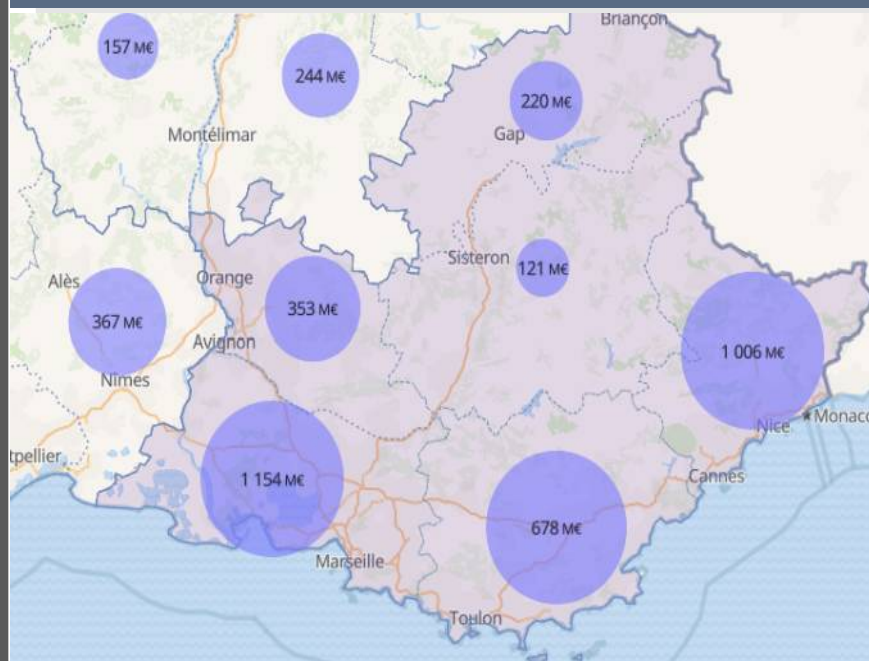 Briançon
157 M€
244 M€
220 M€
Montélimar
Gap
Sisteron
121 M€
Alès
Orange
367 M€
353 M€
Avignon
1 006 M€
Nîmes
Nice
Monaco
tpellier
Cannes
1 154 M€
678 M€
Marseille
Toulon